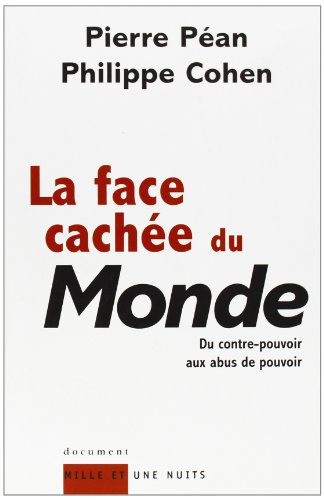 Pierre Péan
Philippe Cohen
La face
cachée du
Monde
Du contre-pouvoir
aux abus de pouvoir
document
MILLE ET UNE NUITS